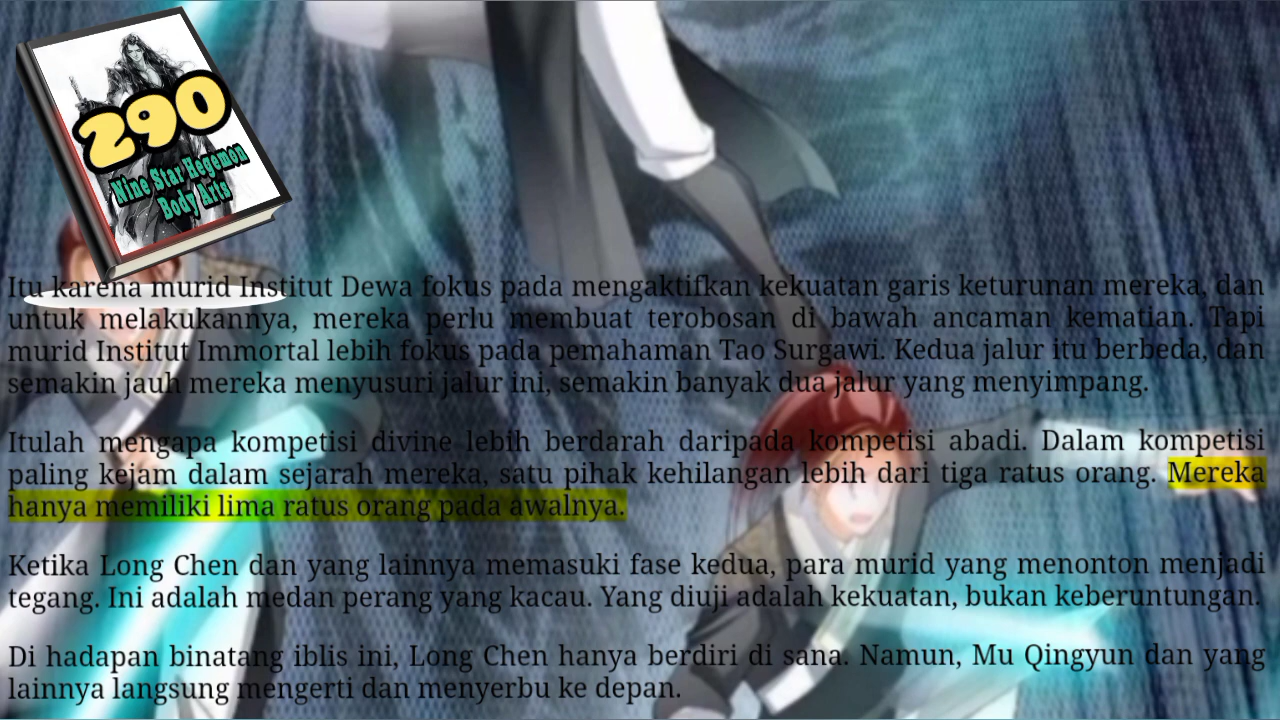 290
Nine Star Hegemon
Body Arts
Itu karena murid Institut Dewa fokus pada mengaktifkan kekuatan garis keturunan mereka, dan
untuk melakukannya, mereka perlu membuat terobosan di bawah ancaman kematian. Tapi
murid Institut Immortal lebih fokus pada pemahaman Tao Surgawi. Kedua jalur itu berbeda, dan
semakin jauh mereka menyusuri jalur ini, semakin banyak dua jalur yang menyimpang.
Itulah mengapa kompetisi divine lebih berdarah daripada kompetisi abadi. Dalam kompetisi
paling kejam dalam sejarah mereka, satu pihak kehilangan lebih dari tiga ratus orang. Mereka
hanya memiliki lima ratus orang pada awalnya.
Ketika Long Chen dan yang lainnya memasuki fase kedua, para murid yang menonton menjadi
tegang. Ini adalah medan perang yang kacau. Yang diuji adalah kekuatan, bukan keberuntungan.
Di hadapan binatang iblis ini, Long Chen hanya berdiri di sana. Namun, Mu Qingyun dan yang
lainnya langsung mengerti dan menyerbu ke depan.